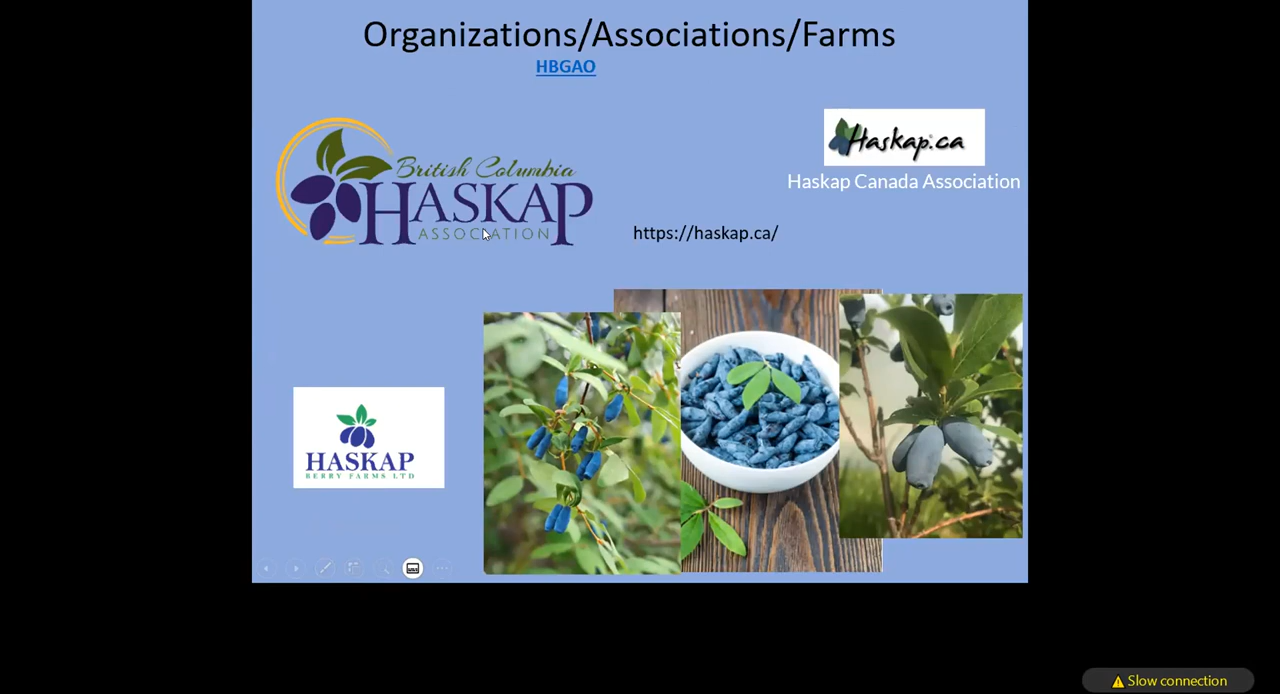 Organizations/Associations/Farms
HBGAO
British Columbia
HASKAP
ASSOCIATION
Haskap.ca
Haskap Canada Association
https://haskap.ca/
HASKAP
BERRY FARMS LTD
Slow connection